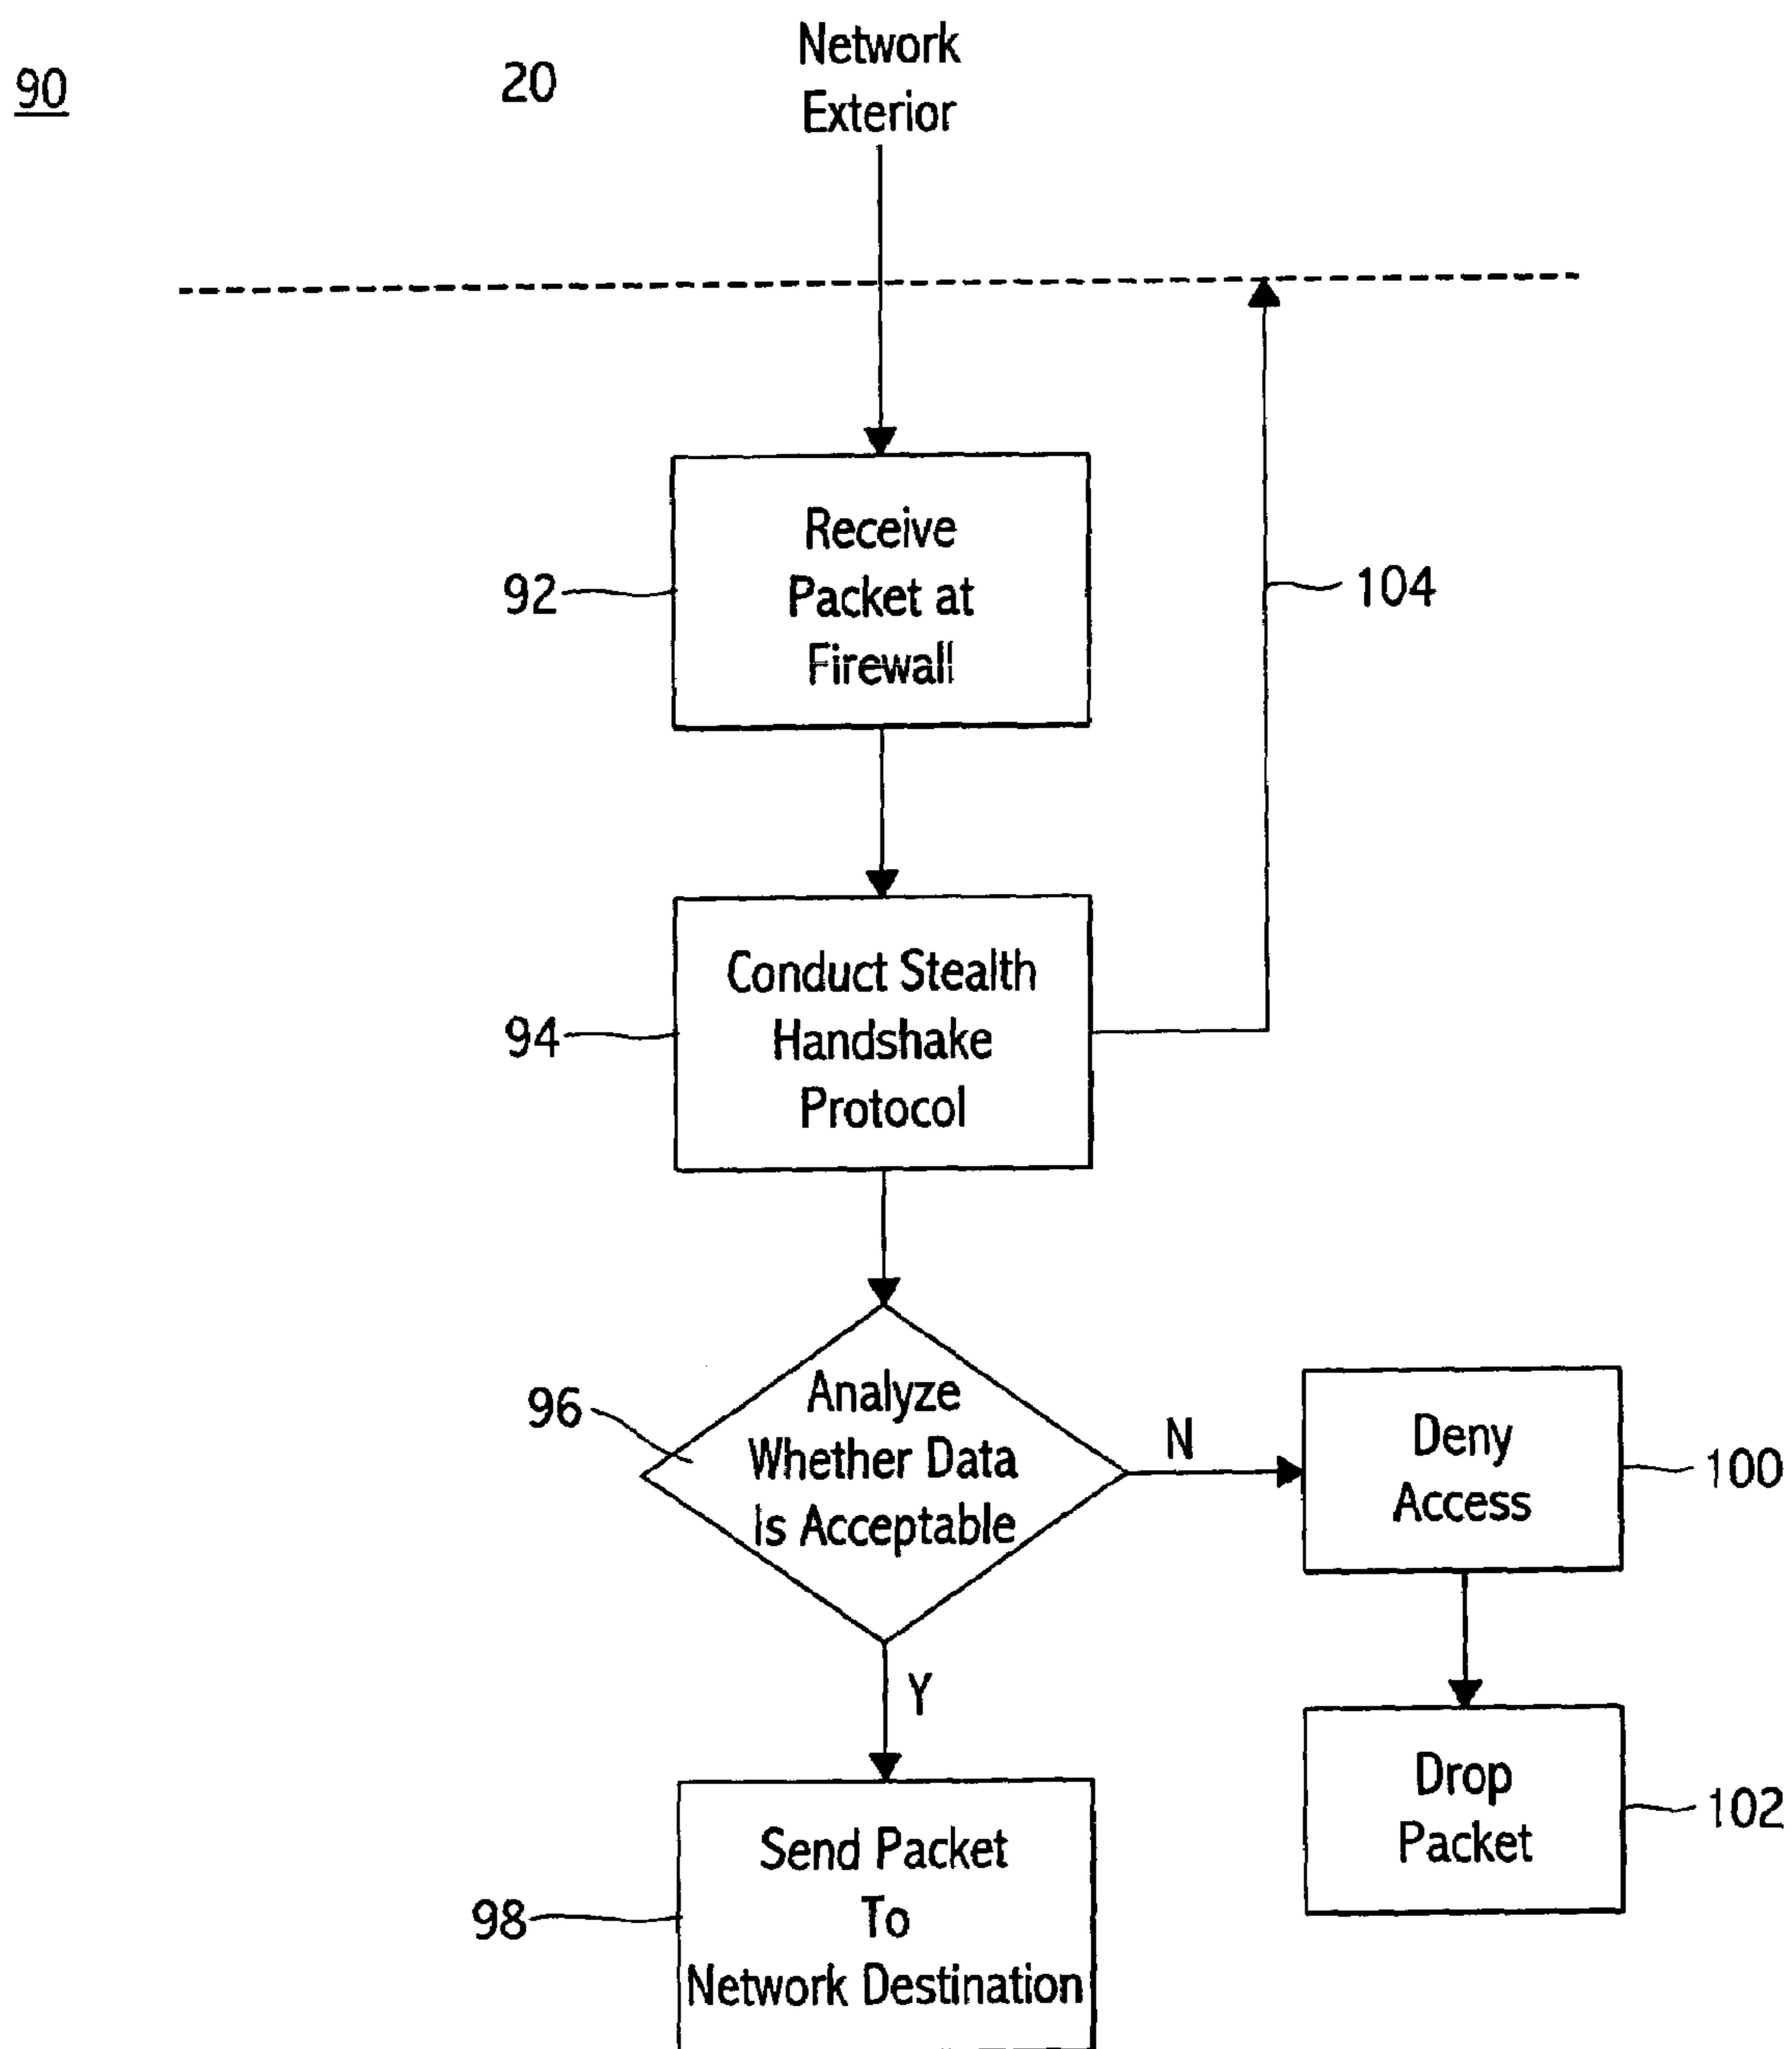 90
20
Network
Exterior
Receive
Packet at
Firewall
92
104
Conduct Stealth
Handshake
Protocol
94
Analyze
Whether Data
Is Acceptable
96
N
Deny
Access
100
Y
Drop
Packet
102
Send Packet
To
Network Destination
98